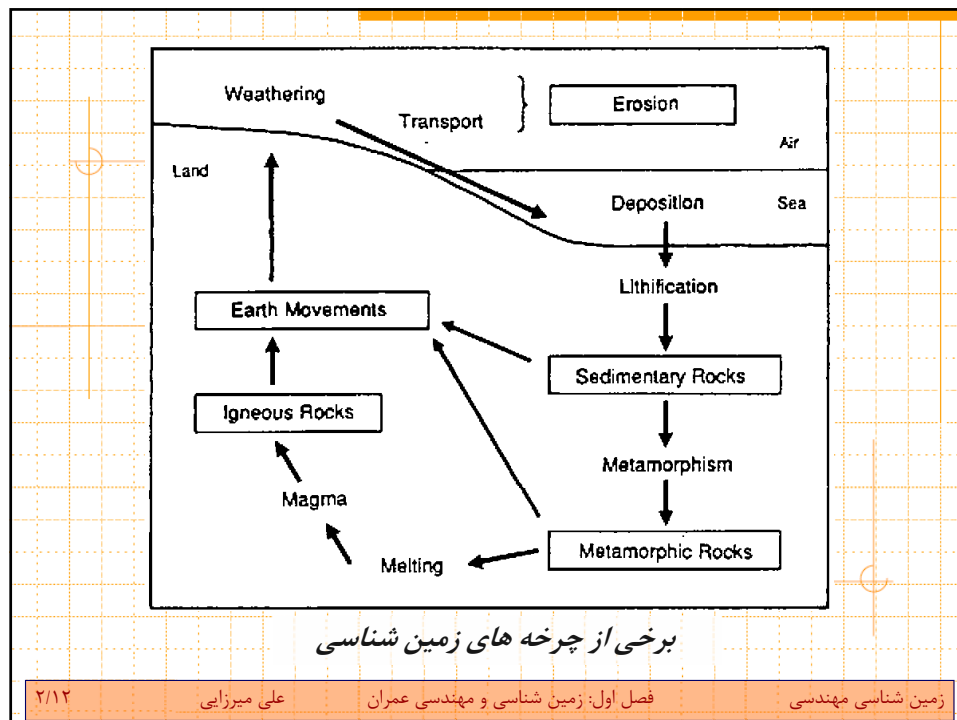 Weathering
Transport
Erosion
Air
Land
Deposition
Sea
Lithification
Earth Movements
Sedimentary Rocks
Igneous Rocks
Metamorphism
Magma
Melting
Metamorphic Rocks
برخی از چرخه های زمین شناسی
زمین شناسی مهندسی فصل اول: زمین شناسی و مهندسی عمران علی میرزایی ۲/۱۲